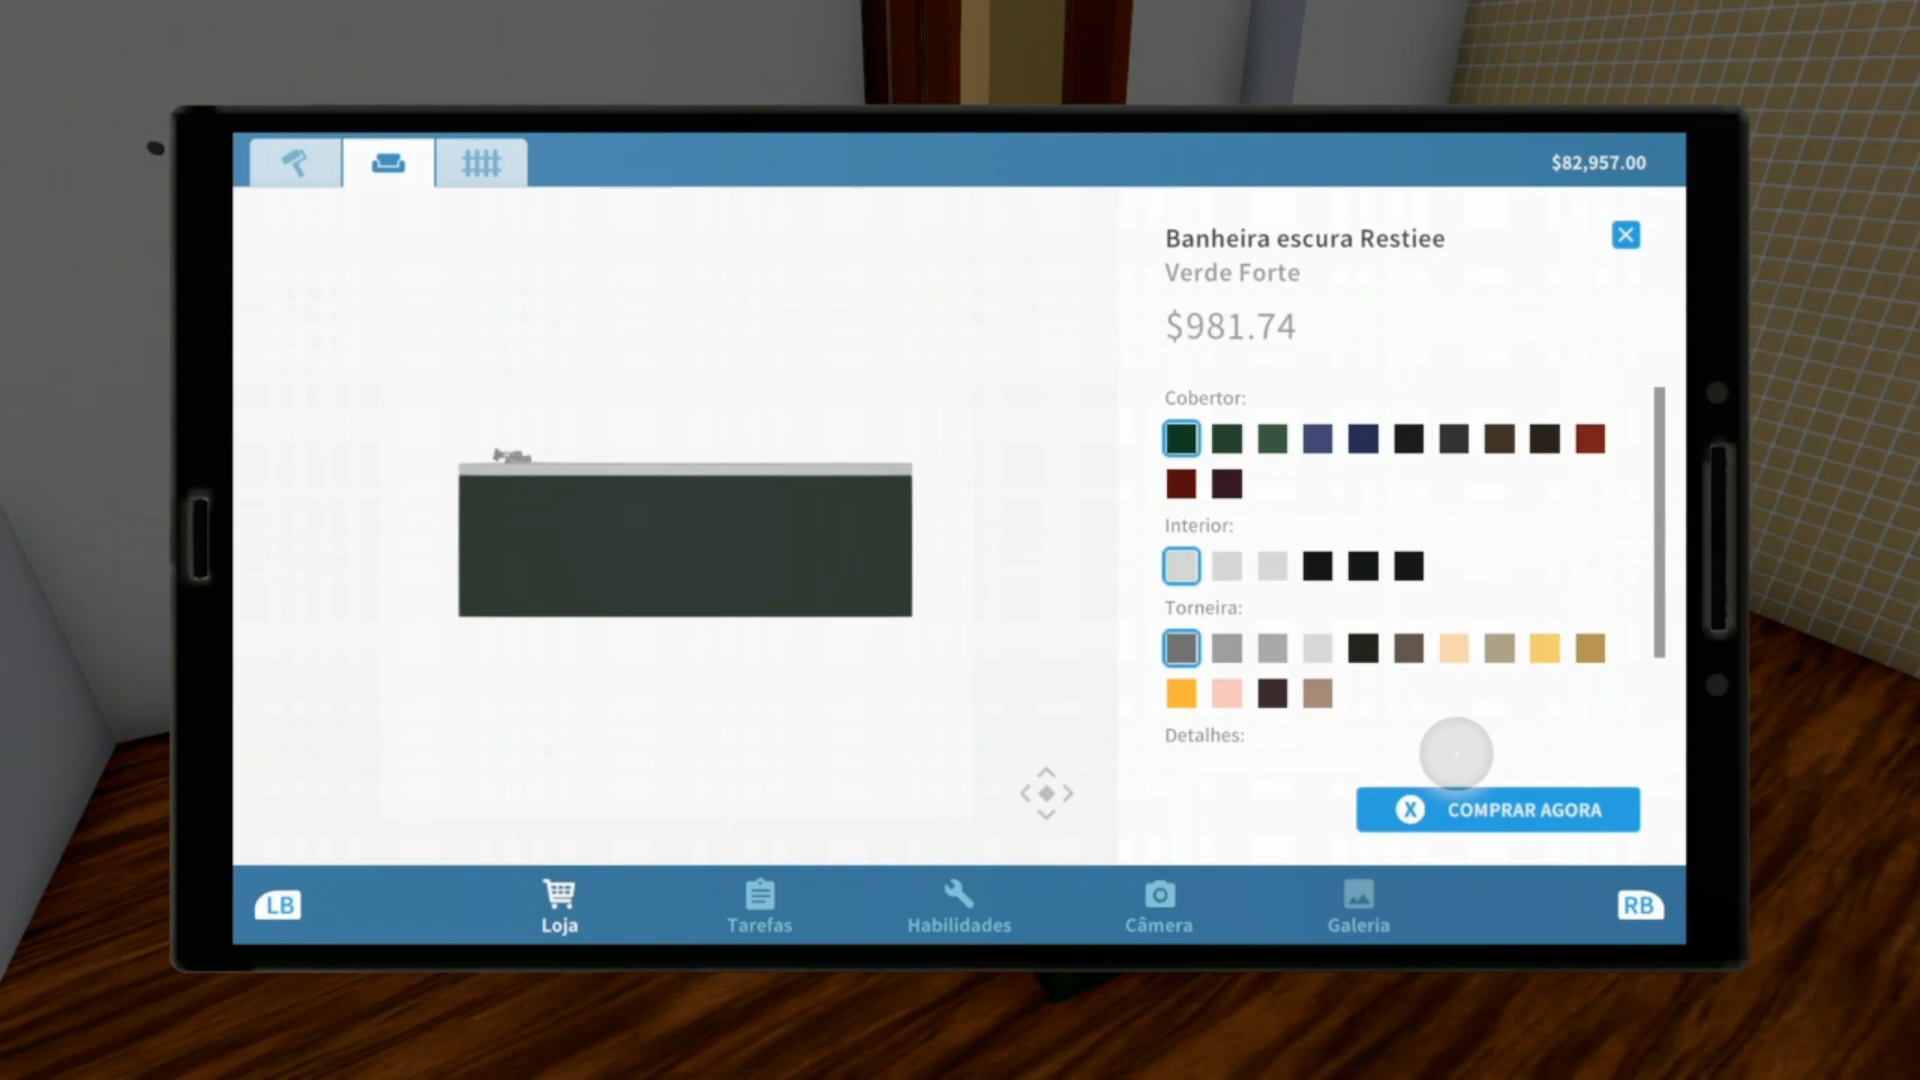 $82,957.00
Banheira escura Restiee
Verde Forte
$981.74
Cobertor:
Interior:
Torneira:
Detalhes:
X COMPRAR AGORA
LB
Loja
Tarefas
Habilidades
Câmera
Galeria
RB